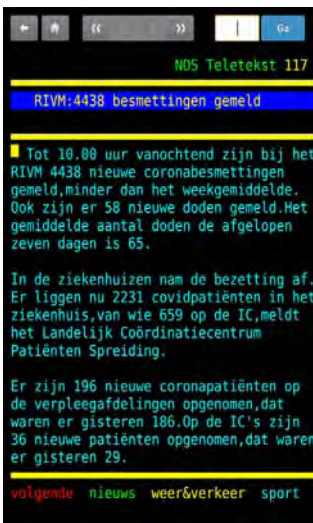 << >> Ga
NOS Teletekst 117
RIVM:4438 besmettingen gemeld
Tot 10.00 uur vanochtend zijn bij het
RIVM 4438 nieuwe coronabesmettingen
gemeld,minder dan het weekgemiddelde.
Ook zijn er 58 nieuwe doden gemeld.Het
gemiddelde aantal doden de afgelopen
zeven dagen is 65.
In de ziekenhuizen nam de bezetting af.
Er liggen nu 2231 covidpatiënten in het
ziekenhuis,van wie 659 op de IC,meldt
het Landelijk Coördinatiecentrum
Patiënten Spreiding.
Er zijn 196 nieuwe coronapatiënten op
de verpleegafdelingen opgenomen,dat
waren er gisteren 186.Op de IC's zijn
36 nieuwe patiënten opgenomen,dat waren
er gisteren 29.
volgende nieuws weer&verkeer sport